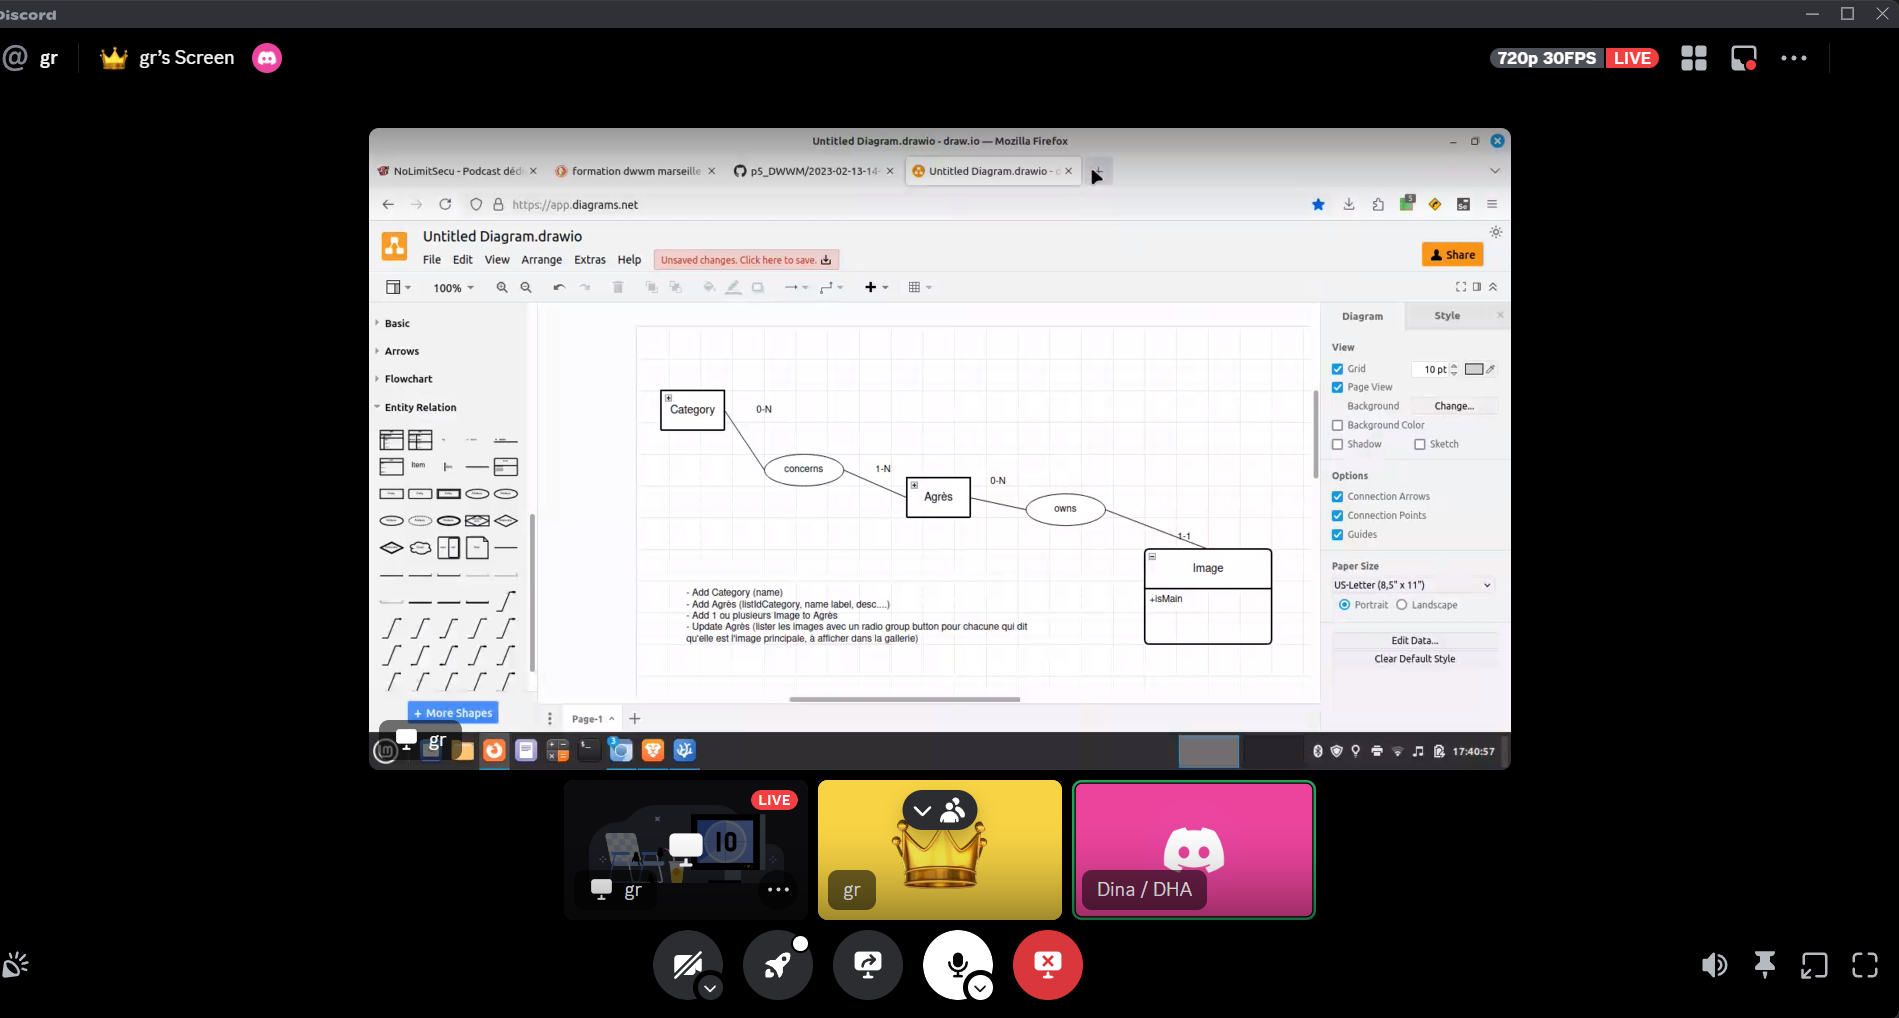 Discord
@ gr
gr's Screen
720p 30FPS LIVE
Untitled Diagram.drawio - draw.io — Mozilla Firefox
NoLimitSecu - Podcast dédi
formation dwwm marseille
p5_DWWM/2023-02-13-14-
Untitled Diagram.drawio - d
https://app.diagrams.net
5
Se
Untitled Diagram.drawio
File Edit View Arrange Extras Help
Unsaved changes. Click here to save.
Share
100%
Basic
Arrows
Flowchart
Entity Relation
Item
+ More Shapes
Category
0-N
concerns
1-N
Agrès
0-N
owns
1-1
Image
+isMain
- Add Category (name)
- Add Agrès (listIdCategory, name label, desc....)
- Add 1 ou plusieurs Image to Agrès
- Update Agrès (lister les images avec un radio group button pour chacune qui dit
qu'elle est l'image principale, à afficher dans la gallerie)
Page-1
Diagram
Style
View
Grid
10 pt
Page View
Background
Change...
Background Color
Shadow
Sketch
Options
Connection Arrows
Connection Points
Guides
Paper Size
US-Letter (8,5" x 11")
Portrait
Landscape
Edit Data...
Clear Default Style
gr
3
17:40:57
LIVE
10
gr
gr
Dina / DHA